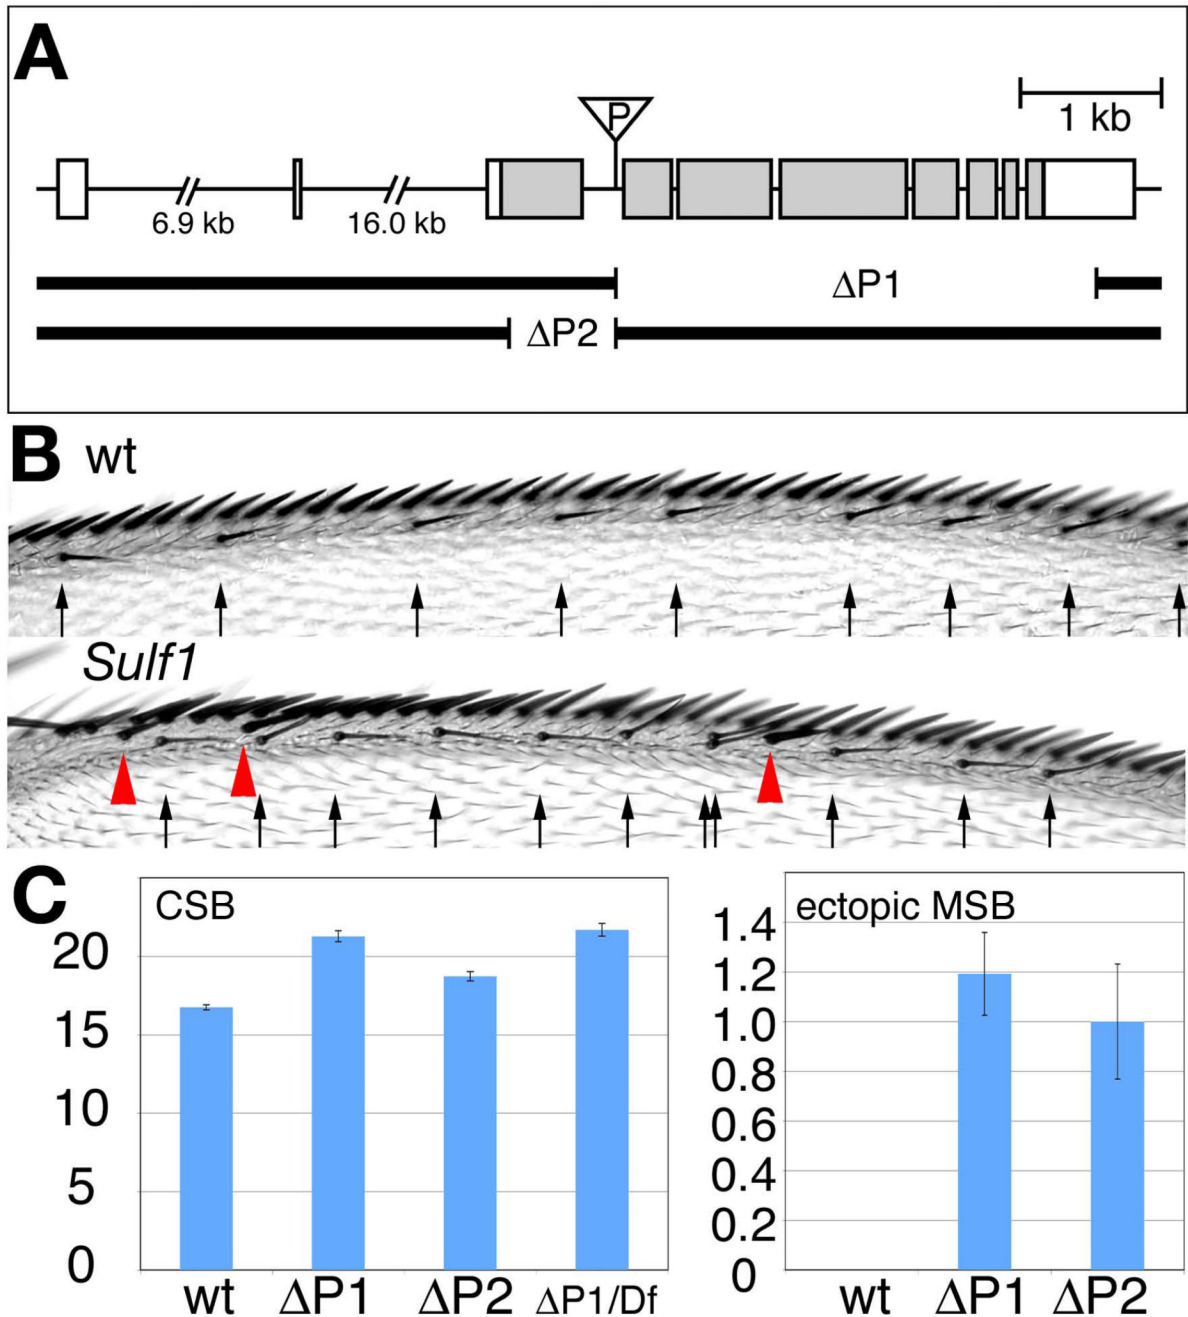 A
P
1 kb
6.9 kb
16.0 kb
ΔP1
ΔP2
B wt
Sulf1
C
CSB
20
15
10
5
0
wt ΔP1 ΔP2 ΔP1/Df
ectopic MSB
1.4
1.2
1.0
0.8
0.6
0.4
0.2
0
wt ΔP1 ΔP2